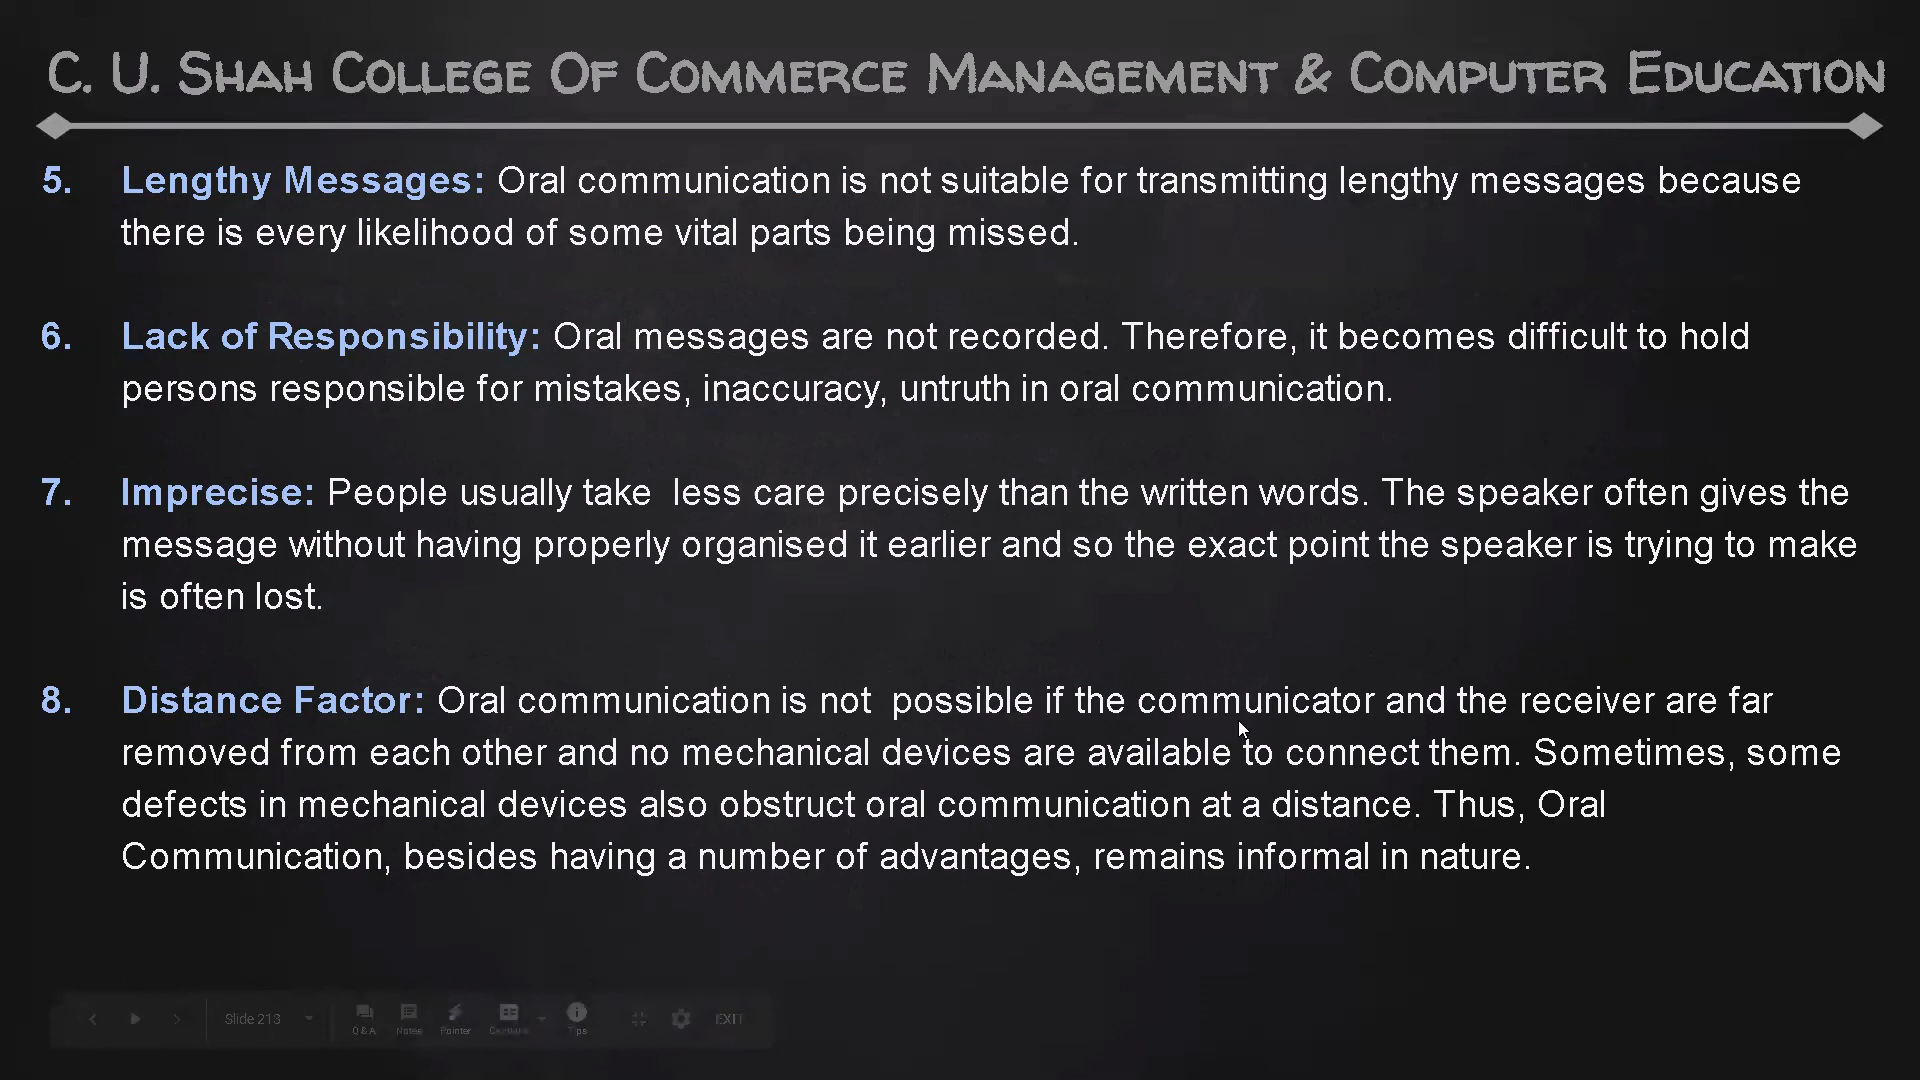 C. U. Shah College Of Commerce Management & Computer Education
5. Lengthy Messages: Oral communication is not suitable for transmitting lengthy messages because
there is every likelihood of some vital parts being missed.
6. Lack of Responsibility: Oral messages are not recorded. Therefore, it becomes difficult to hold
persons responsible for mistakes, inaccuracy, untruth in oral communication.
7. Imprecise: People usually take  less care precisely than the written words. The speaker often gives the
message without having properly organised it earlier and so the exact point the speaker is trying to make
is often lost.
8. Distance Factor: Oral communication is not  possible if the communicator and the receiver are far
removed from each other and no mechanical devices are available to connect them. Sometimes, some
defects in mechanical devices also obstruct oral communication at a distance. Thus, Oral
Communication, besides having a number of advantages, remains informal in nature.
Slide 213
EXIT
Q & A Notes Pointer Tips